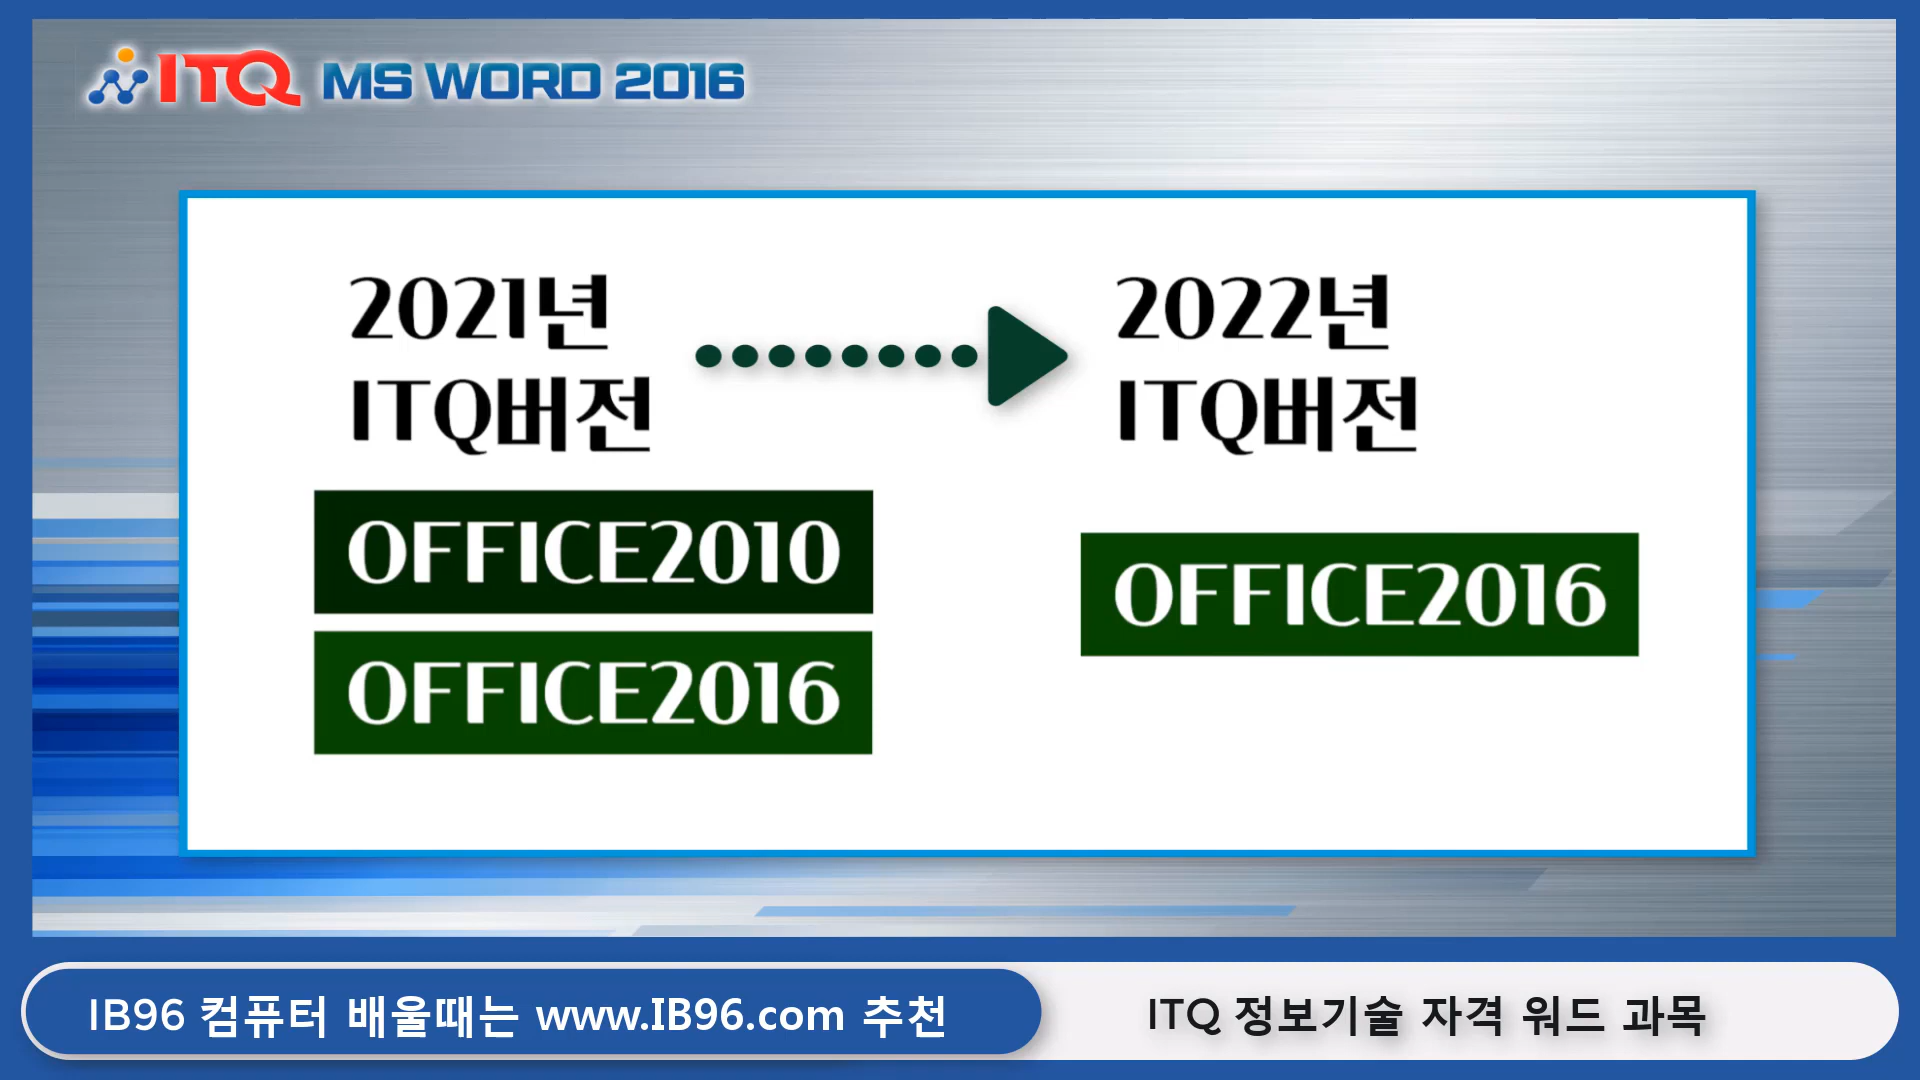 ITQ MS WORD 2016
2021년
ITQ버전
OFFICE2010
OFFICE2016
2022년
ITQ버전
OFFICE2016
IB96 컴퓨터 배울때는 www.IB96.com 추천
ITQ 정보기술 자격 워드 과목